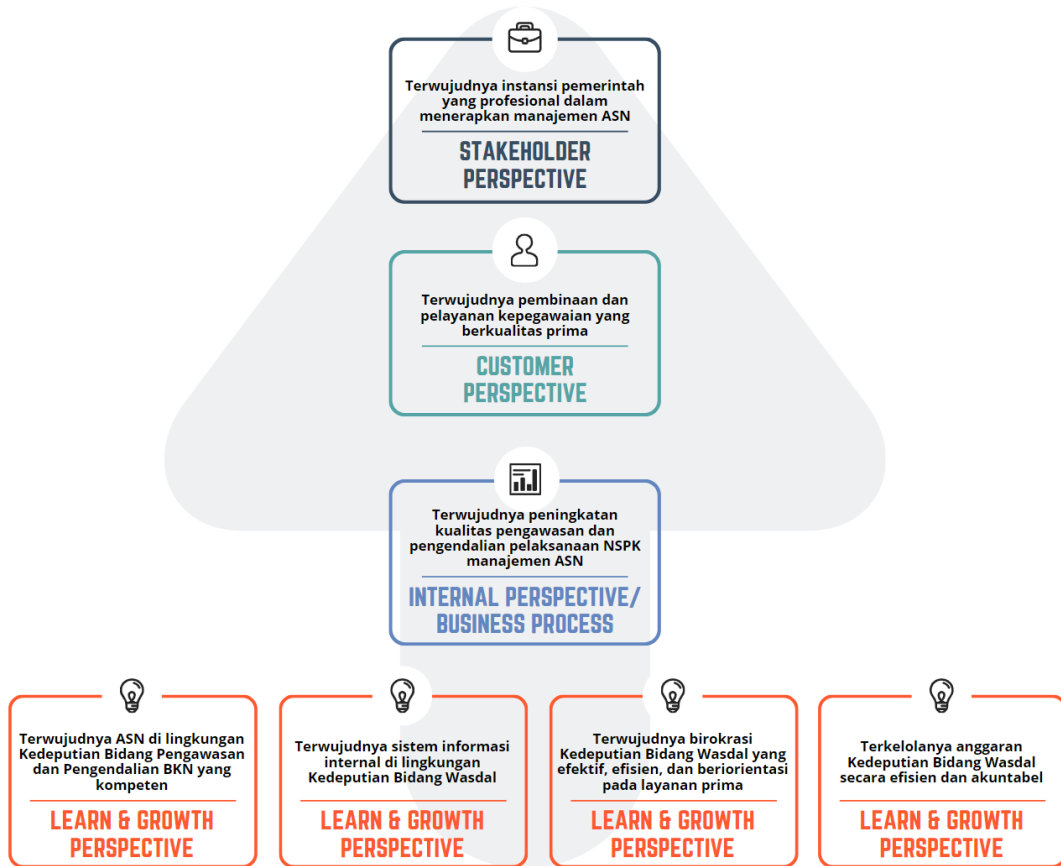 Terwujudnya instansi pemerintah
yang profesional dalam
menerapkan manajemen ASN
STAKEHOLDER
PERSPECTIVE
Terwujudnya pembinaan dan
pelayanan kepegawaian yang
berkualitas prima
CUSTOMER
PERSPECTIVE
Terwujudnya peningkatan
kualitas pengawasan dan
pengendalian pelaksanaan NSPK
manajemen ASN
INTERNAL PERSPECTIVE/
BUSINESS PROCESS
Terwujudnya ASN di lingkungan
Kedeputian Bidang Pengawasan
dan Pengendalian BKN yang
kompeten
LEARN & GROWTH
PERSPECTIVE
Terwujudnya sistem informasi
internal di lingkungan
Kedeputian Bidang Wasdal
LEARN & GROWTH
PERSPECTIVE
Terwujudnya birokrasi
Kedeputian Bidang Wasdal yang
efektif, efisien, dan beriorientasi
pada layanan prima
LEARN & GROWTH
PERSPECTIVE
Terkelolanya anggaran
Kedeputian Bidang Wasdal
secara efisien dan akuntabel
LEARN & GROWTH
PERSPECTIVE